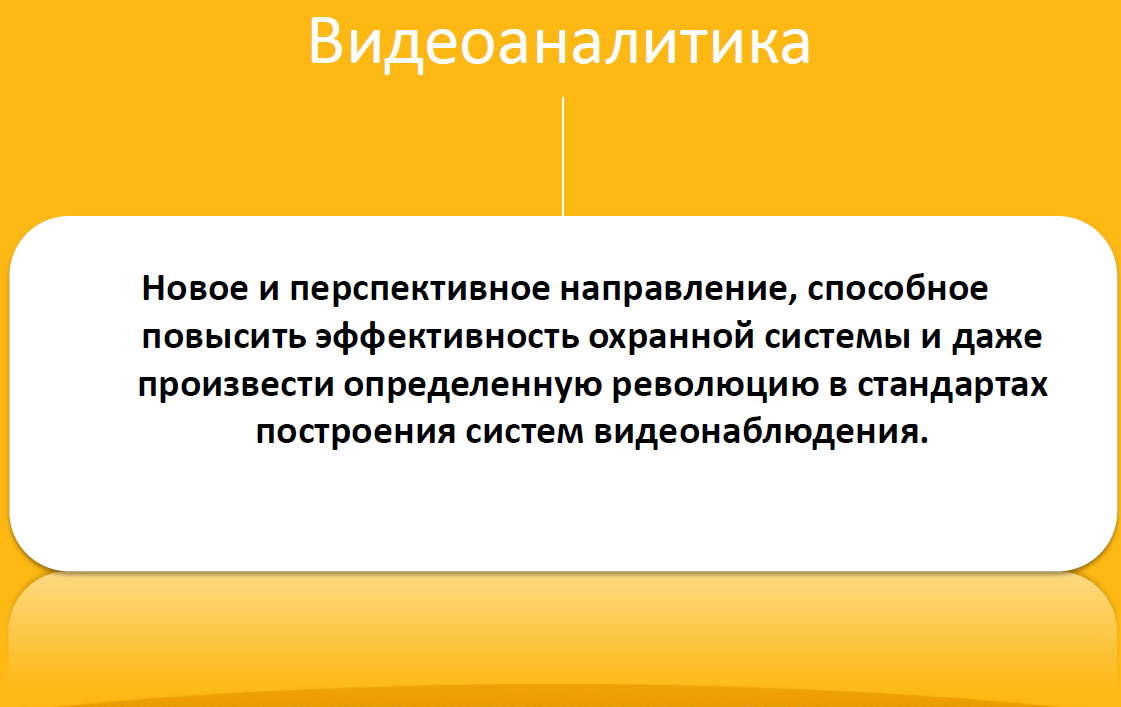 Видеоаналитика
Новое и перспективное направление, способное
повысить эффективность охранной системы и даже
произвести определенную революцию в стандартах
построения систем видеонаблюдения.